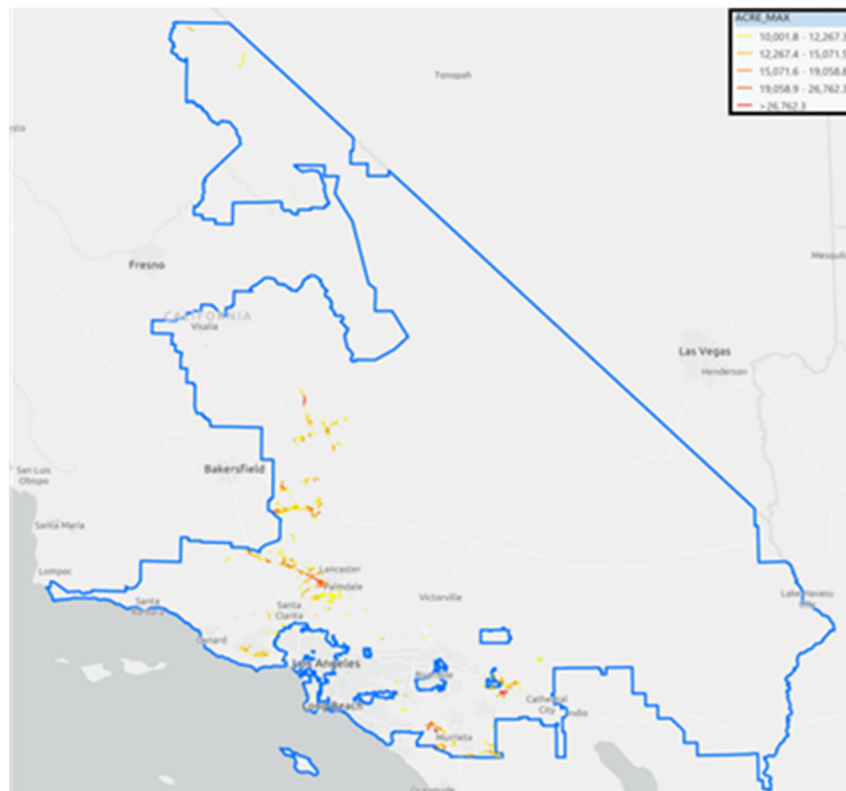 ACRE_MAX
10,001.8 - 12,267.3
12,267.4 - 15,071.5
15,071.6 - 19,058.8
19,058.9 - 26,762.3
>26,762.3
Tonopah
Fresno
Mesquit
CALIFORNIA
Visalia
Las Vegas
Henderson
San Luis
Obispo
Bakersfield
Santa Maria
Lompoc
Lancaster
Palmdale
Santa
Barbara
Santa
Clarita
Victorville
Lake Havasu
City
Oxnard
Los Angeles
Cathedral
City
Indio
Long Beach
Murrieta